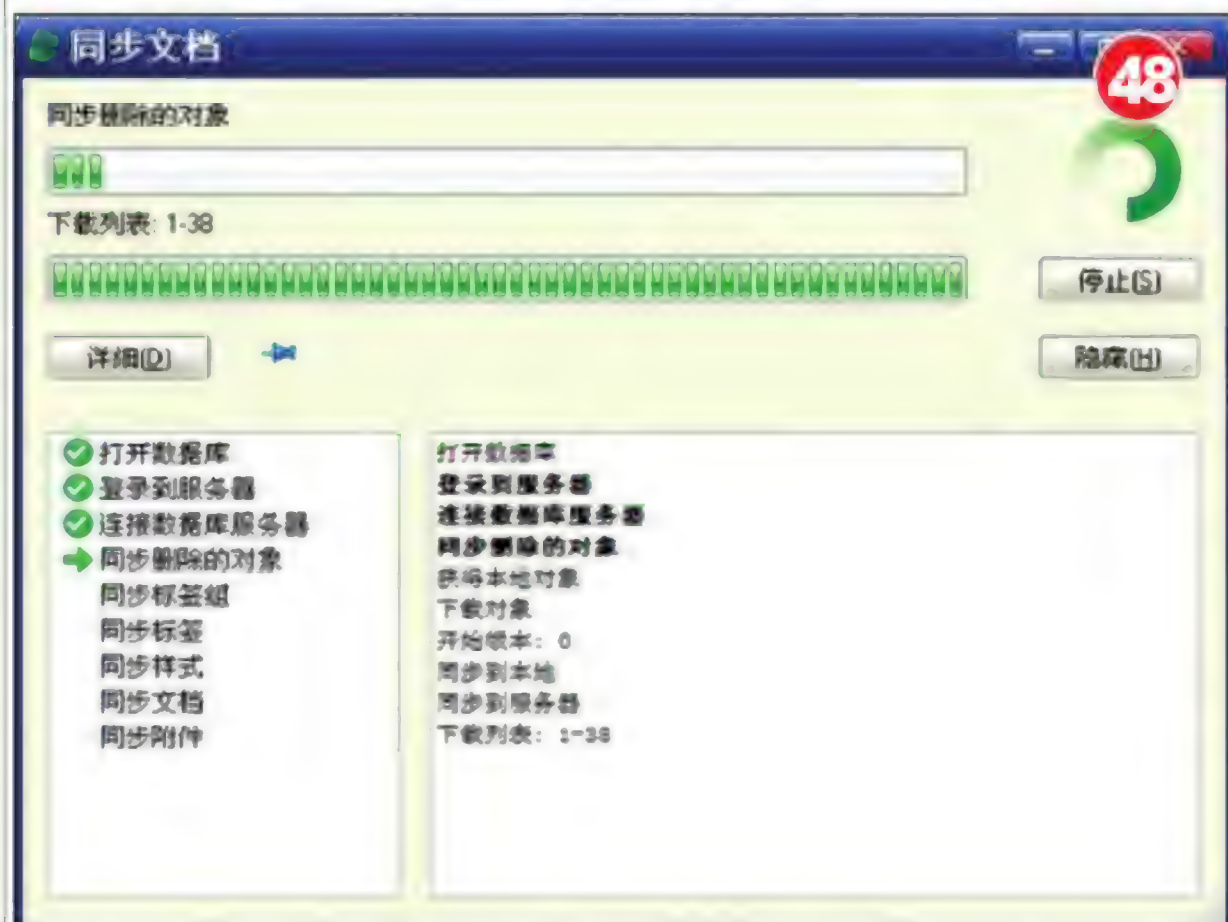 同步文档
48
同步删除的对象
下载列表: 1-38
停止(S)
详细(D)
隐藏(H)
打开数据库
登录到服务器
连接数据库服务器
同步删除的对象
同步标签组
同步标签
同步样式
同步文档
同步附件
打开数据库
登录到服务器
连接数据库服务器
同步删除的对象
获得本地对象
下载对象
开始版本: 0
同步到本地
同步到服务器
下载列表: 1-38